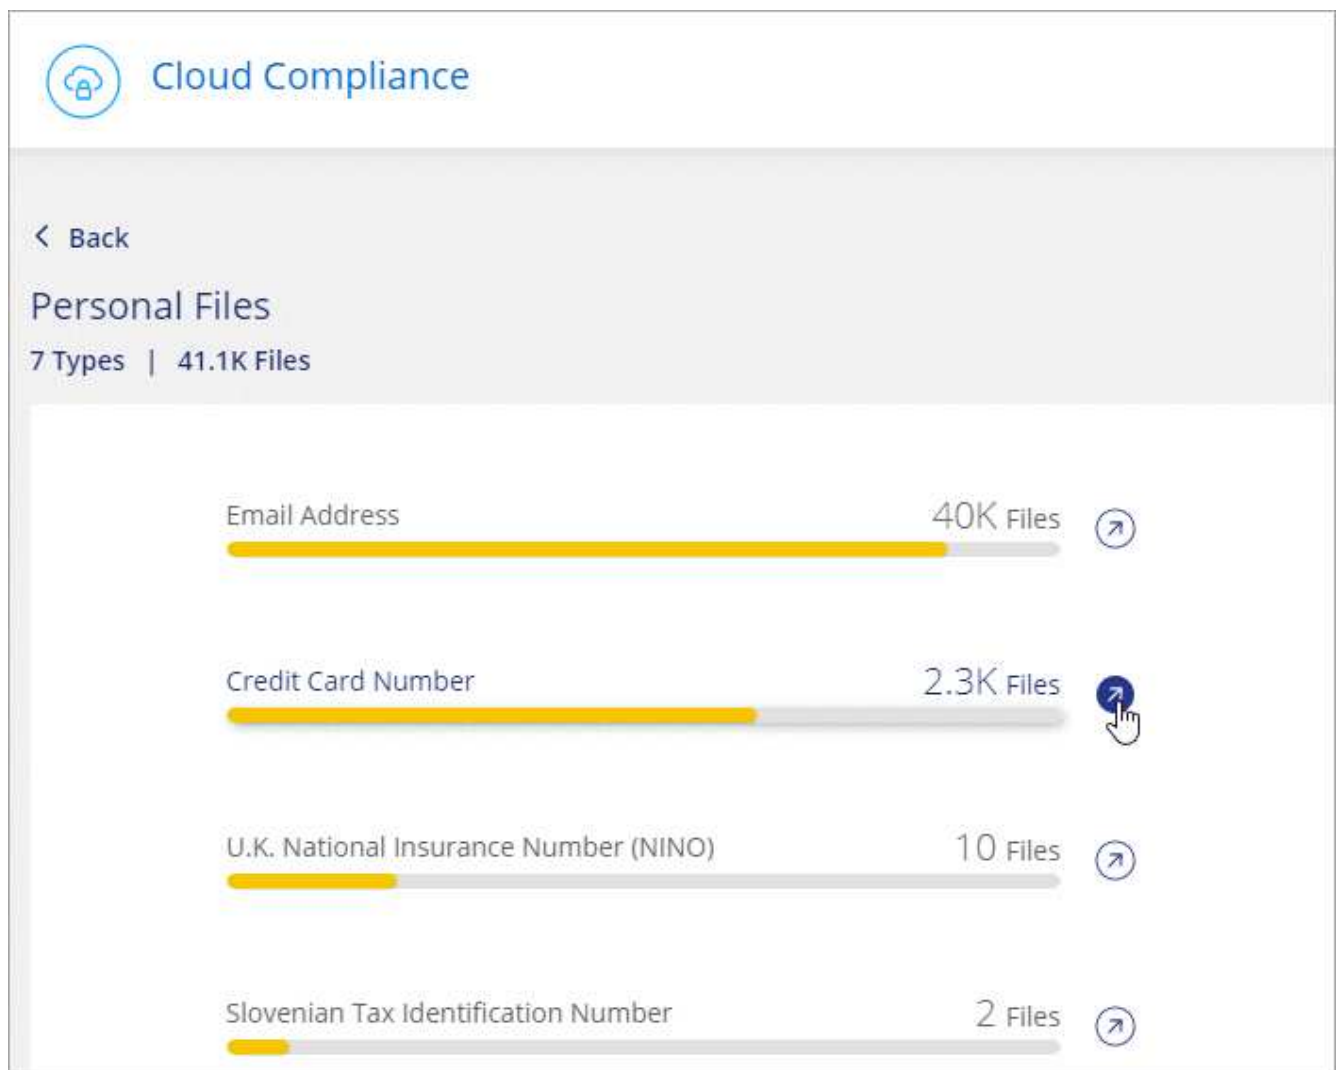 Cloud Compliance
Back
Personal Files
7 Types | 41.1K Files
Email Address 40K Files
Credit Card Number 2.3K Files
U.K. National Insurance Number (NINO) 10 Files
Slovenian Tax Identification Number 2 Files